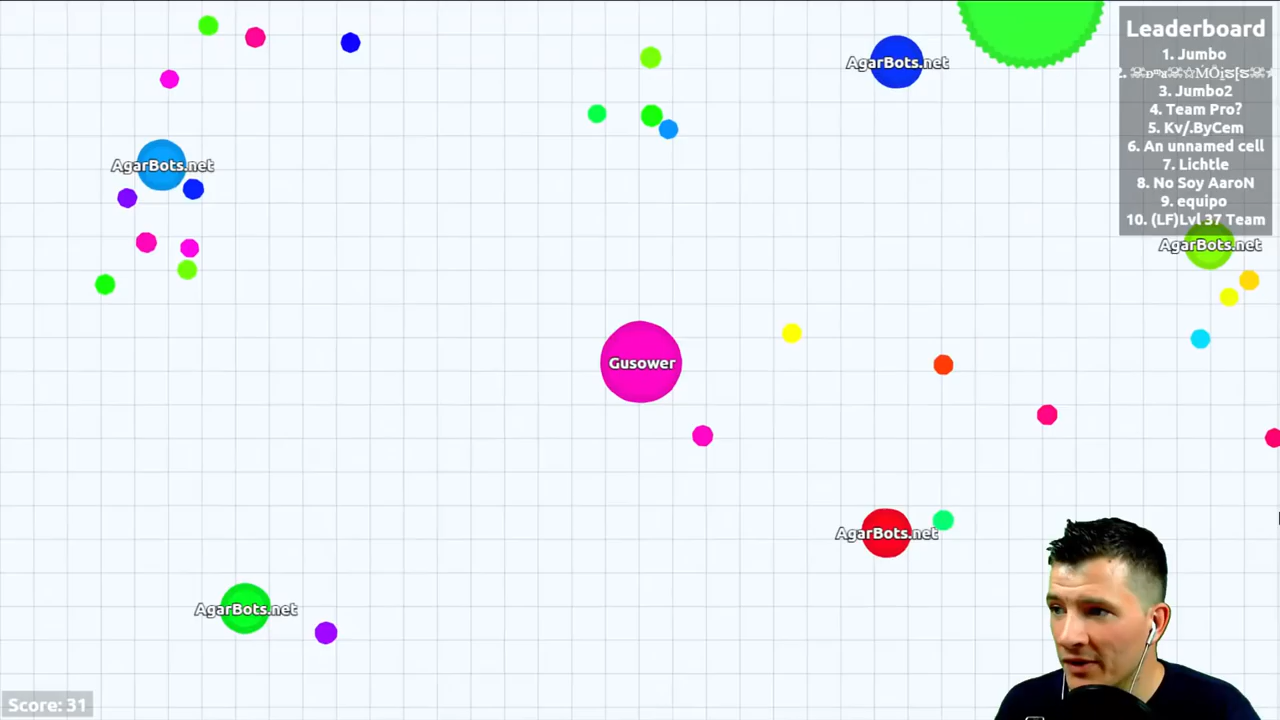 AgarBots.net
Leaderboard
1. Jumbo
3. Jumbo2
4. Team Pro?
5. Kv/.ByCem
6. An unnamed cell
7. Lichtle
8. No Soy AaroN
9. equipo
10. (LF)Lvl 37 Team
AgarBots.net
AgarBots.net
Gusower
AgarBots.net
AgarBots.net
Score: 31